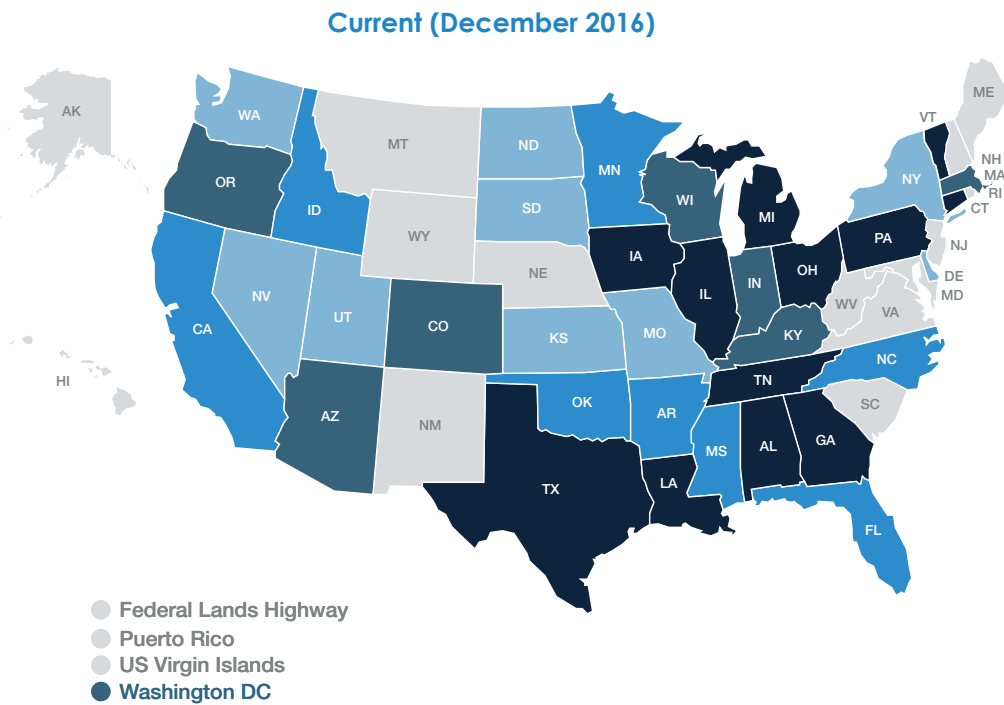 Current (December 2016)
AK
WA
MT
ND
MN
VT
ME
OR
ID
SD
WI
MI
NY
NH
MA
RI
CT
WY
IA
PA
NJ
NE
IL
IN
OH
DE
MD
NV
UT
CO
KS
MO
KY
WV
VA
CA
HI
AZ
NM
OK
AR
TN
NC
SC
MS
AL
GA
TX
LA
FL
Federal Lands Highway
Puerto Rico
US Virgin Islands
Washington DC